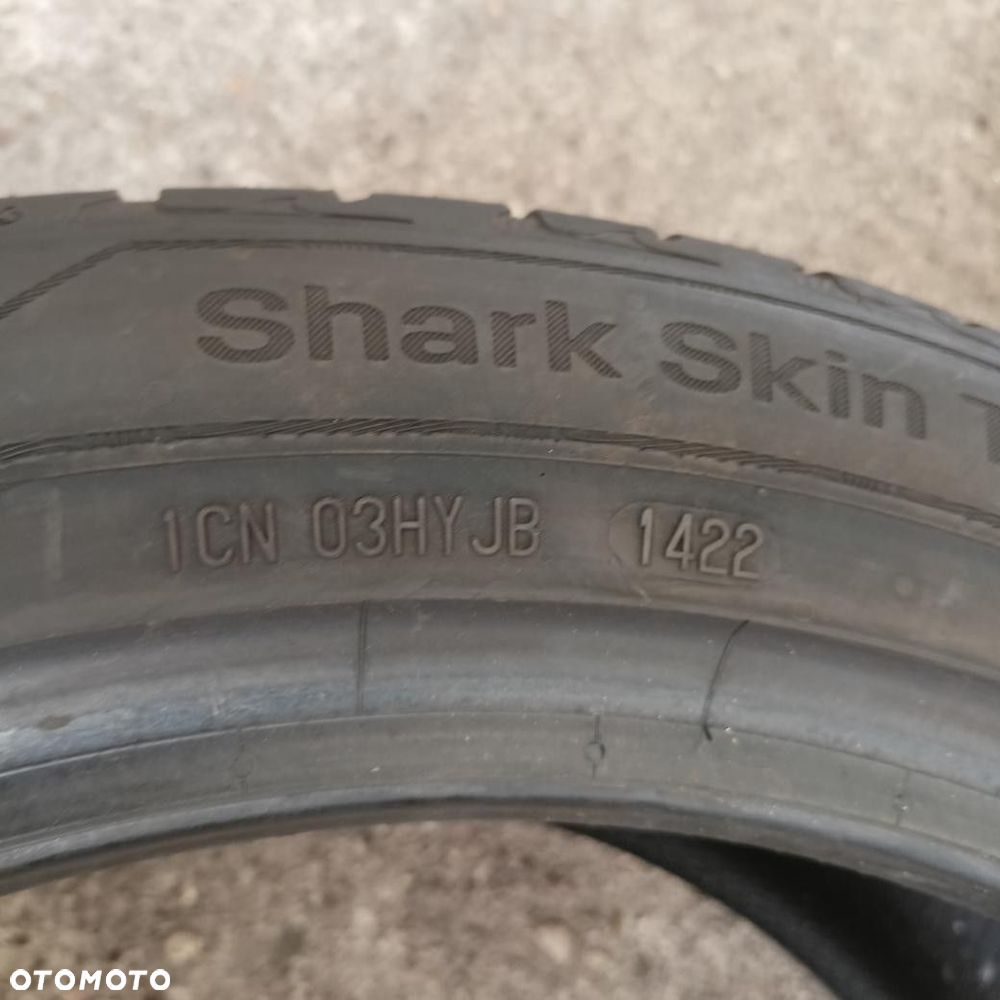 Shark Skin T
1CN 03HYJB 1422
OTOMOTO